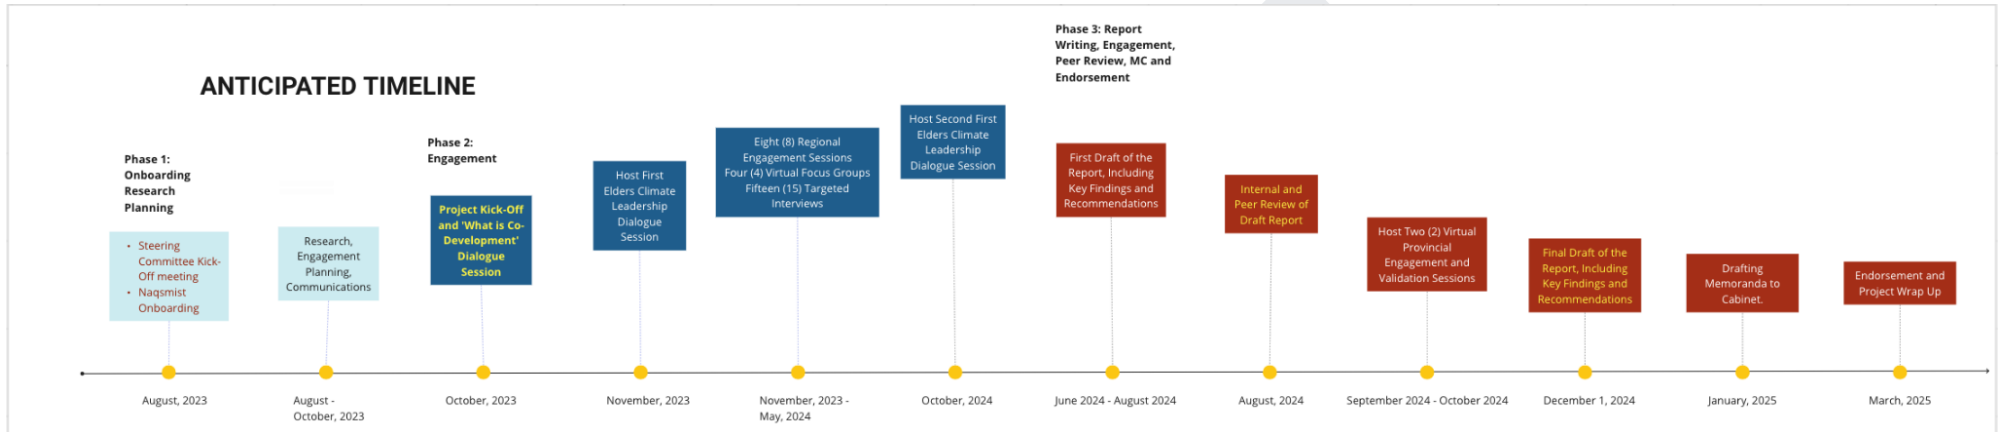 ANTICIPATED TIMELINE
Phase 1:
Onboarding
Research
Planning
• Steering
Committee Kick-
Off meeting
• Naqsmist
Onboarding
August, 2023
Research,
Engagement
Planning,
Communications
August -
October, 2023
Phase 2:
Engagement
Project Kick-Off
and 'What is Co-
Development'
Dialogue
Session
October, 2023
Host First
Elders Climate
Leadership
Dialogue
Session
November, 2023
Eight (8) Regional
Engagement Sessions
Four (4) Virtual Focus Groups
Fifteen (15) Targeted
Interviews
November, 2023 -
May, 2024
Host Second First
Elders Climate
Leadership
Dialogue Session
October, 2024
Phase 3: Report
Writing, Engagement,
Peer Review, MC and
Endorsement
First Draft of the
Report, Including
Key Findings and
Recommendations
June 2024 - August 2024
Internal and
Peer Review of
Draft Report
August, 2024
Host Two (2) Virtual
Provincial
Engagement and
Validation Sessions
September 2024 - October 2024
Final Draft of the
Report, Including
Key Findings and
Recommendations
December 1, 2024
Drafting
Memoranda to
Cabinet.
January, 2025
Endorsement and
Project Wrap Up
March, 2025